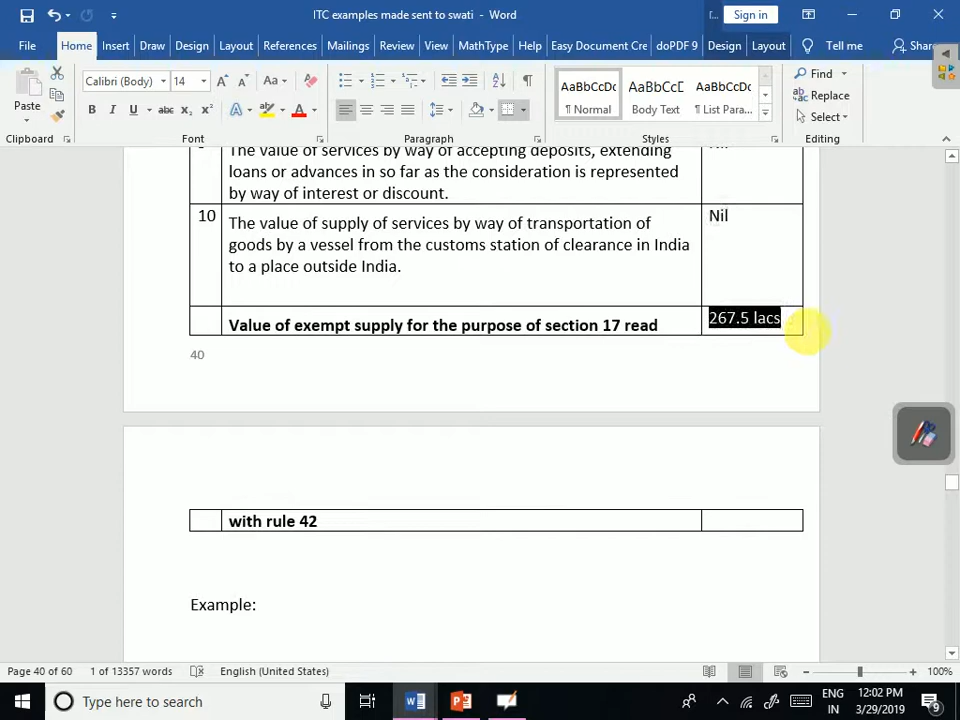 ITC examples made sent to swati - Word
Sign in
File Home Insert Draw Design Layout References Mailings Review View MathType Help Easy Document Cre doPDF 9 Design Layout Tell me Share
Paste
Calibri (Body) 14
Find
Replace
Select
AaBbCcDc AaBbCcD AaBbCcDc
¶ Normal Body Text ¶ List Para...
Clipboard Font Paragraph Styles Editing
The value of services by way of accepting deposits, extending
loans or advances in so far as the consideration is represented
by way of interest or discount.
10 The value of supply of services by way of transportation of Nil
goods by a vessel from the customs station of clearance in India
to a place outside India.
Value of exempt supply for the purpose of section 17 read 267.5 lacs
40
with rule 42
Example:
Page 40 of 60 1 of 13357 words English (United States) 100%
Type here to search
ENG
IN
12:02 PM
3/29/2019
9